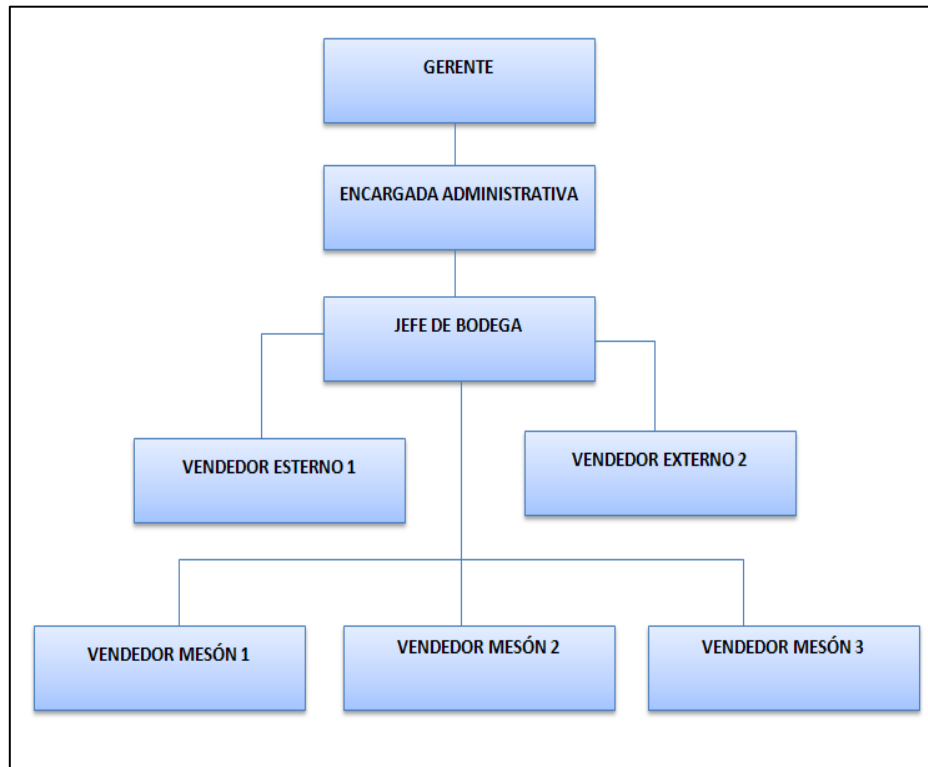 GERENTE
ENCARGADA ADMINISTRATIVA
JEFE DE BODEGA
VENDEDOR ESTERNO 1
VENDEDOR EXTERNO 2
VENDEDOR MESÓN 1
VENDEDOR MESÓN 2
VENDEDOR MESÓN 3